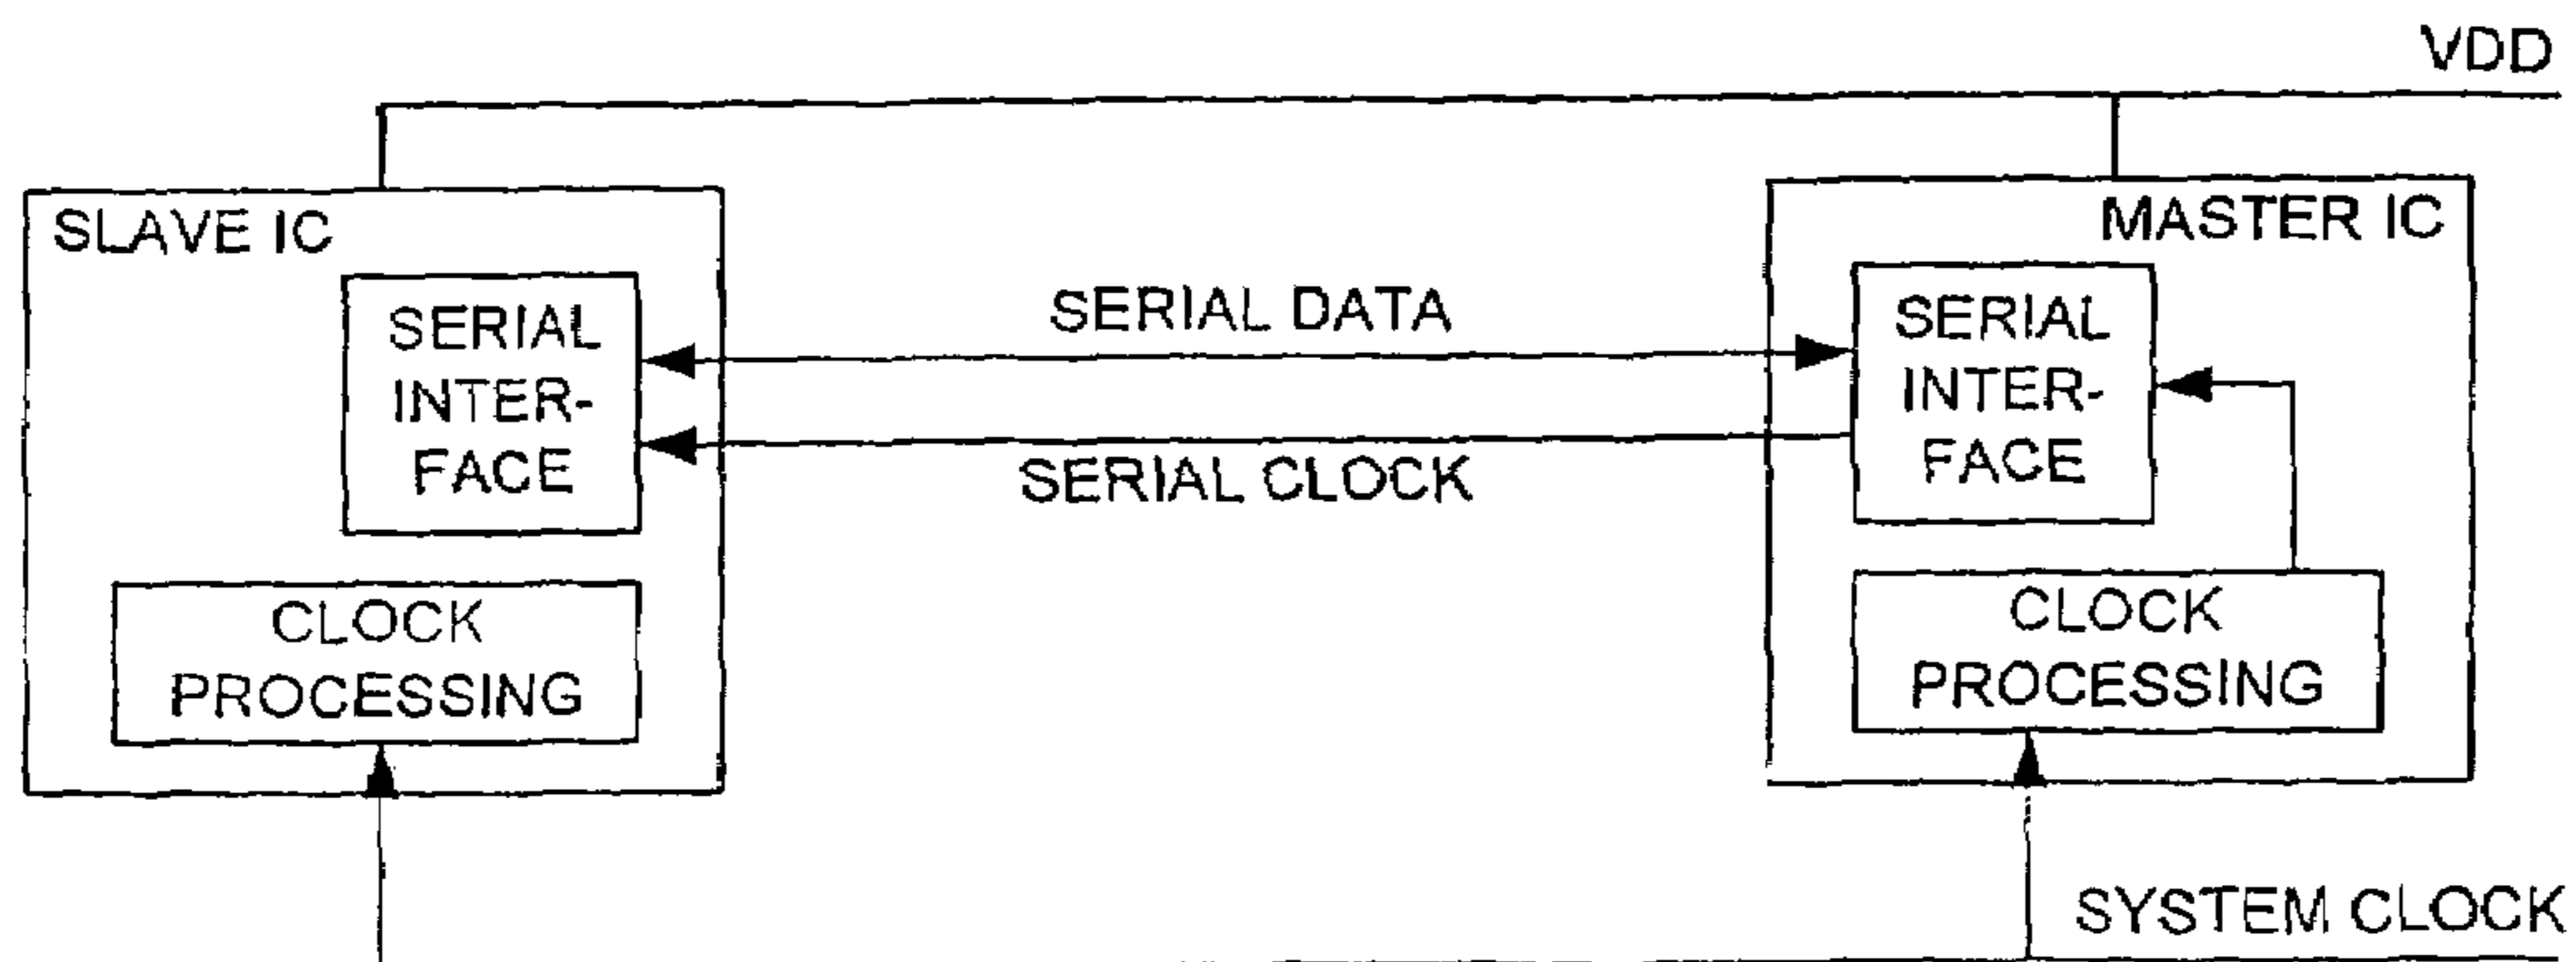 VDD
SLAVE IC
MASTER IC
SERIAL
INTER-
FACE
SERIAL DATA
SERIAL CLOCK
SERIAL
INTER-
FACE
CLOCK
PROCESSING
CLOCK
PROCESSING
SYSTEM CLOCK